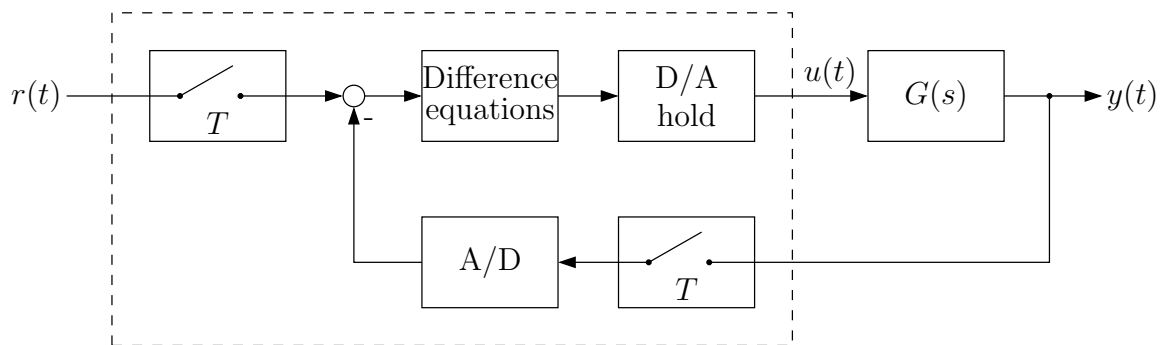 r(t)
T
-
Difference
equations
D/A
hold
u(t)
G(s)
y(t)
A/D
T